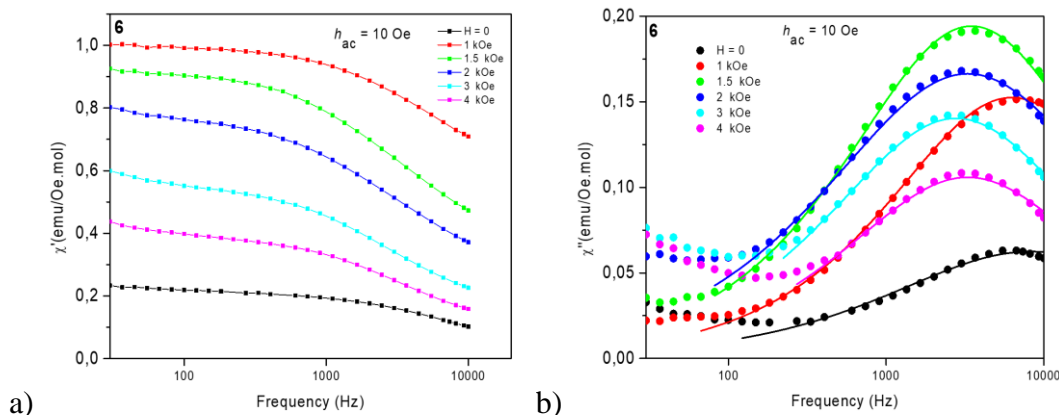 6
h_ac = 10 Oe
H = 0
1 kOe
1.5 kOe
2 kOe
3 kOe
4 kOe
1,0
0,8
0,6
0,4
0,2
0,0
χ'(emu/Oe.mol)
100 1000 10000
Frequency (Hz)
a)
6
h_ac = 10 Oe
H = 0
1 kOe
1.5 kOe
2 kOe
3 kOe
4 kOe
0,20
0,15
0,10
0,05
0,00
χ''(emu/Oe.mol)
100 1000 10000
Frequency (Hz)
b)